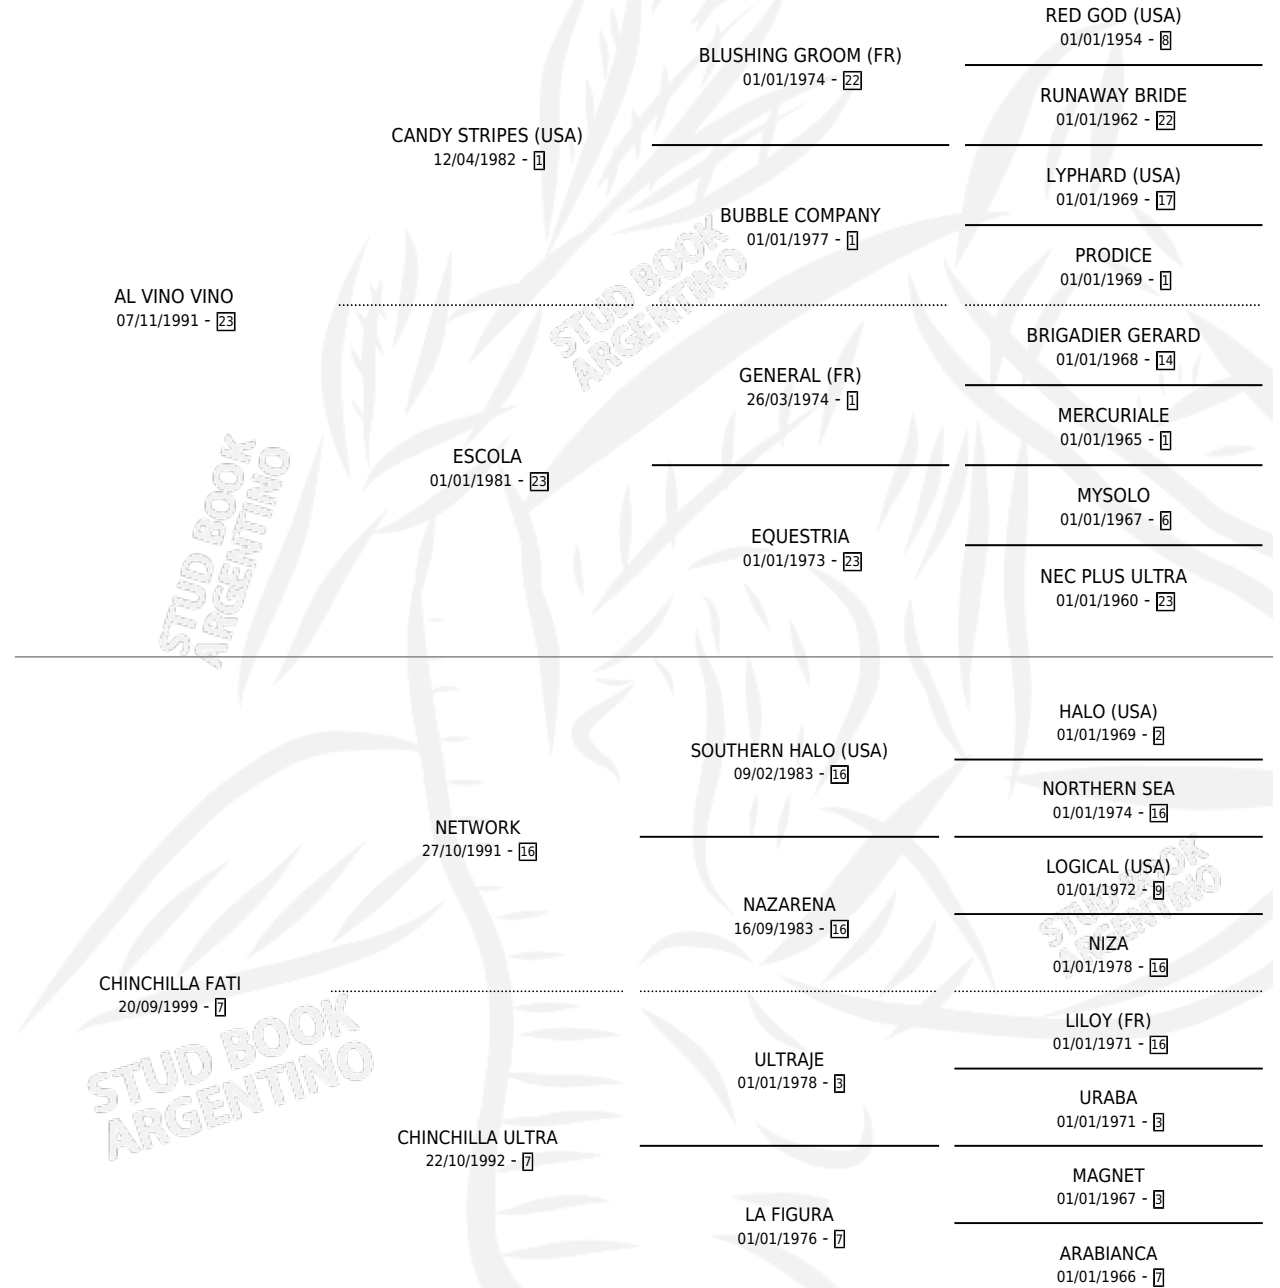 RED GOD (USA)
01/01/1954 - 8
BLUSHING GROOM (FR)
01/01/1974 - 22
RUNAWAY BRIDE
01/01/1962 - 22
CANDY STRIPES (USA)
12/04/1982 - 1
LYPHARD (USA)
01/01/1969 - 17
BUBBLE COMPANY
01/01/1977 - 1
PRODICE
01/01/1969 - 1
AL VINO VINO
07/11/1991 - 23
STUD BOOK
ARGENTINO
BRIGADIER GERARD
01/01/1968 - 14
GENERAL (FR)
26/03/1974 - 1
MERCURIALE
01/01/1965 - 1
ESCOLA
01/01/1981 - 23
MYSOLO
01/01/1967 - 6
EQUESTRIA
01/01/1973 - 23
NEC PLUS ULTRA
01/01/1960 - 23
STUD BOOK
ARGENTINO
HALO (USA)
01/01/1969 - 2
SOUTHERN HALO (USA)
09/02/1983 - 16
NORTHERN SEA
01/01/1974 - 16
NETWORK
27/10/1991 - 16
LOGICAL (USA)
01/01/1972 - 9
NAZARENA
16/09/1983 - 16
STUD BOOK
ARGENTINO
NIZA
01/01/1978 - 16
CHINCHILLA FATI
20/09/1999 - 7
LILOY (FR)
01/01/1971 - 16
ULTRAJE
01/01/1978 - 3
URABA
01/01/1971 - 3
STUD BOOK
ARGENTINO
CHINCHILLA ULTRA
22/10/1992 - 7
MAGNET
01/01/1967 - 3
LA FIGURA
01/01/1976 - 7
ARABIANCA
01/01/1966 - 7